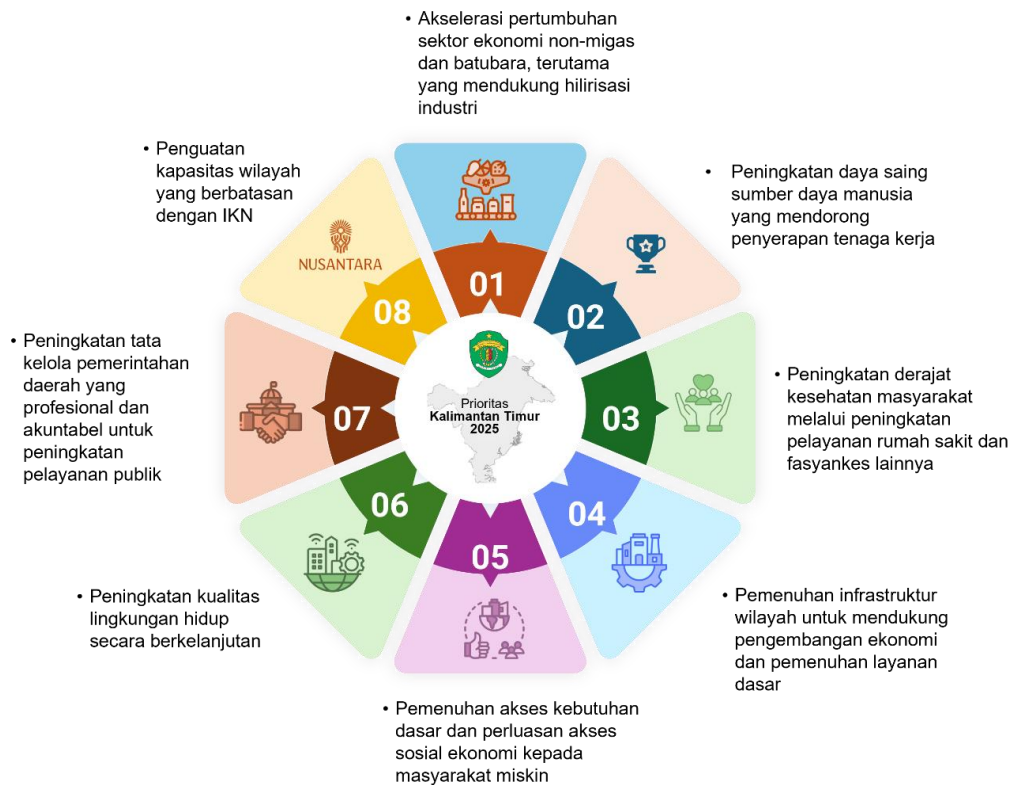 • Akselerasi pertumbuhan
sektor ekonomi non-migas
dan batubara, terutama
yang mendukung hilirisasi
industri
• Peningkatan daya saing
sumber daya manusia
yang mendorong
penyerapan tenaga kerja
• Peningkatan derajat
kesehatan masyarakat
melalui peningkatan
pelayanan rumah sakit dan
fasyankes lainnya
• Pemenuhan infrastruktur
wilayah untuk mendukung
pengembangan ekonomi
dan pemenuhan layanan
dasar
• Pemenuhan akses kebutuhan
dasar dan perluasan akses
sosial ekonomi kepada
masyarakat miskin
• Peningkatan kualitas
lingkungan hidup
secara berkelanjutan
• Peningkatan tata
kelola pemerintahan
daerah yang
profesional dan
akuntabel untuk
peningkatan
pelayanan publik
• Penguatan
kapasitas wilayah
yang berbatasan
dengan IKN
NUSANTARA
01
02
03
04
05
06
07
08
Prioritas
Kalimantan Timur
2025